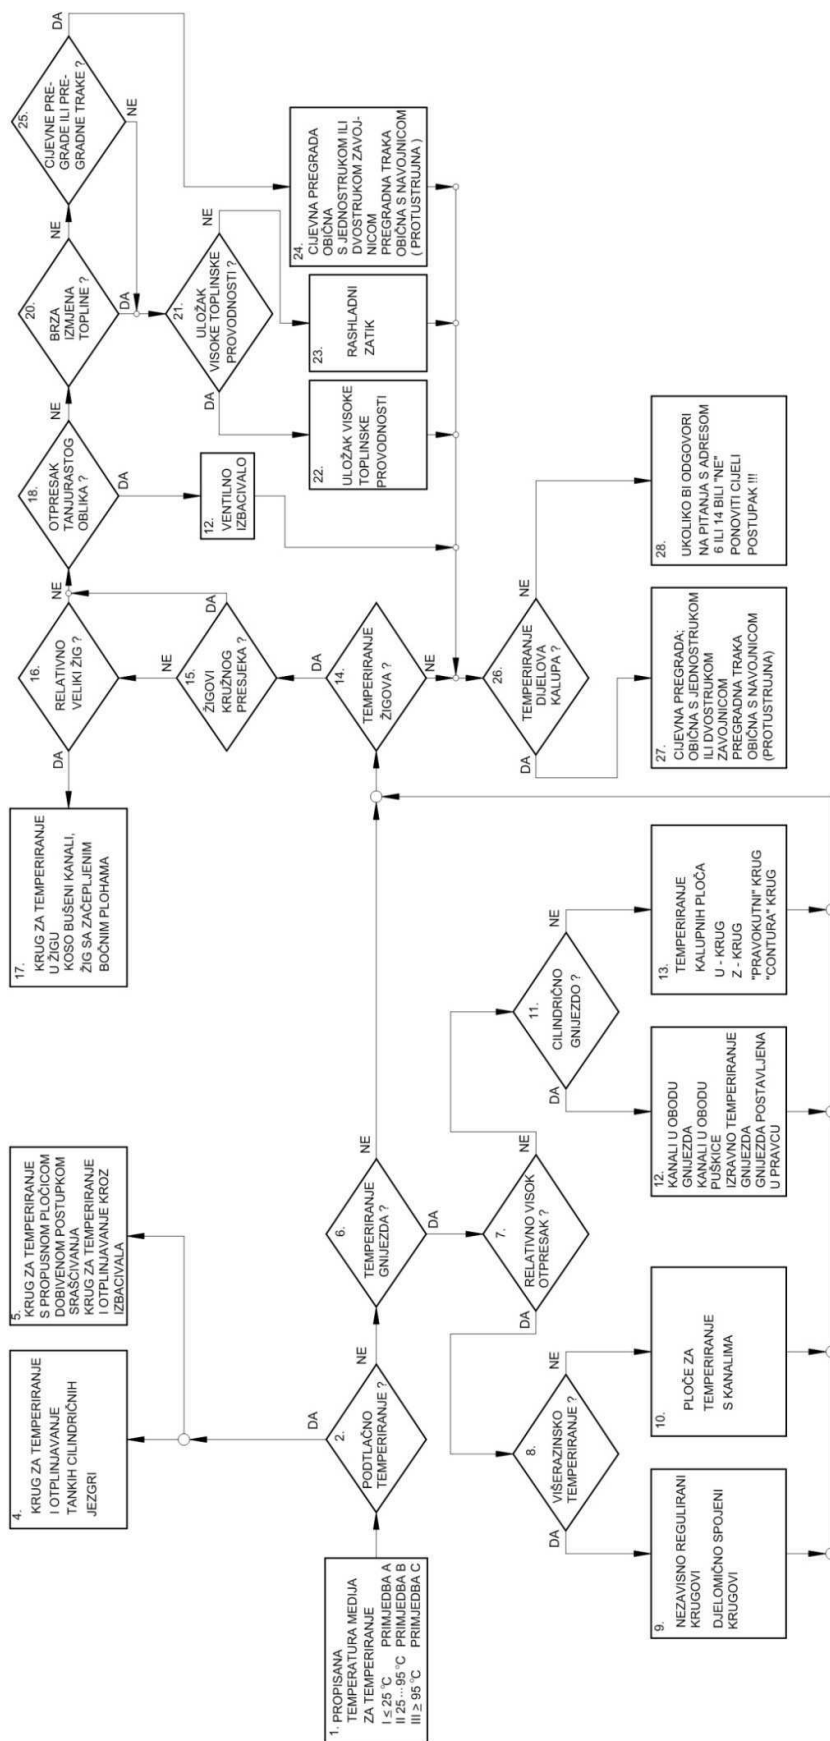 1. PROPISANA
TEMPERATURA MEDIJA
ZA TEMPERIRANJE
I ≤ 25 °C PRIMJEDBA A
II 25···95 °C PRIMJEDBA B
III ≥ 95 °C PRIMJEDBA C
2.
PODTLAČNO
TEMPERIRANJE ?
DA
NE
4.
KRUG ZA TEMPERIRANJE
I OTPLINJAVANJE
TANKIH CILINDRIČNIH
JEZGRI
5.
KRUG ZA TEMPERIRANJE
S PROPUSNOM PLOČICOM
DOBIVENOM POSTUPKOM
SRAŠĆIVANJA
KRUG ZA TEMPERIRANJE
I OTPLINJAVANJE KROZ
IZBACIVALA
6.
TEMPERIRANJE
GNIJEZDA ?
NE
DA
7.
RELATIVNO VISOK
OTPRESAK ?
DA
NE
8.
VIŠERAZINSKO
TEMPERIRANJE ?
DA
NE
9.
NEZAVISNO REGULIRANI
KRUGOVI
DJELOMIČNO SPOJENI
KRUGOVI
10.
PLOČE ZA
TEMPERIRANJE
S KANALIMA
11.
CILINDRIČNO
GNIJEZDO ?
DA
NE
12.
KANALI U OBODU
GNIJEZDA
KANALI U OBODU
PUŠKICE
IZRAVNO TEMPERIRANJE
GNIJEZDA
GNIJEZDA POSTAVLJENA
U PRAVCU
13.
TEMPERIRANJE
KALUPNIH PLOČA
U - KRUG
Z - KRUG
"PRAVOKUTNI" KRUG
"CONTURA" KRUG
14.
TEMPERIRANJE
ŽIGOVA ?
DA
NE
15.
ŽIGOVI
KRUŽNOG
PRESJEKA ?
NE
DA
16.
RELATIVNO
VELIKI ŽIG ?
DA
NE
17.
KRUG ZA TEMPERIRANJE
U ŽIGU
KOSO BUŠENI KANALI,
ŽIG SA ZAČEPLJENIM
BOČNIM PLOHAMA
18.
OTPRESAK
TANJURASTOG
OBLIKA ?
DA
NE
12.
VENTILNO
IZBACIVALO
20.
BRZA
IZMJENA
TOPLINE ?
DA
NE
21.
ULOŽAK
VISOKE TOPLINSKE
PROVODNOSTI ?
DA
NE
22.
ULOŽAK VISOKE
TOPLINSKE
PROVODNOSTI
23.
RASHLADNI
ZATIK
24.
CIJEVNA PREGRADA
OBIČNA
S JEDNOSTRUKOM ILI
DVOSTRUKOM ZAVOJ-
NICOM
PREGRADNA TRAKA
OBIČNA S NAVOJNICOM
( PROTUSTRUJNA )
25.
CIJEVNE PRE-
GRADE ILI PRE-
GRADNE TRAKE ?
DA
NE
26.
TEMPERIRANJE
DIJELOVA
KALUPA ?
DA
NE
27.
CIJEVNA PREGRADA;
OBIČNA S JEDNOSTRUKOM
ILI DVOSTRUKOM
ZAVOJNICOM
PREGRADNA TRAKA
OBIČNA S NAVOJNICOM
(PROTUSTRUJNA)
28.
UKOLIKO BI ODGOVORI
NA PITANJA S ADRESOM
6 ILI 14 BILI "NE"
PONOVITI CIJELI
POSTUPAK !!!